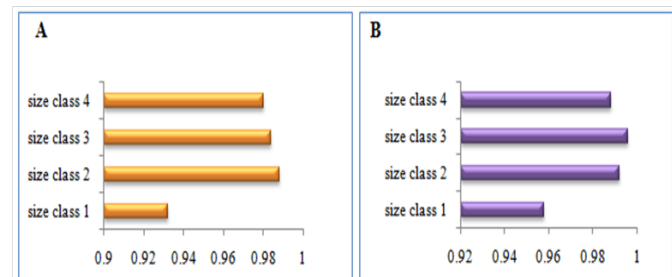 A
size class 4
size class 3
size class 2
size class 1
0.9 0.92 0.94 0.96 0.98 1
B
size class 4
size class 3
size class 2
size class 1
0.92 0.94 0.96 0.98 1